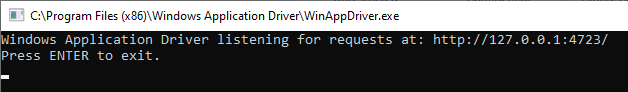 C:\Program Files (x86)\Windows Application Driver\WinAppDriver.exe
Windows Application Driver listening for requests at: http://127.0.0.1:4723/
Press ENTER to exit.